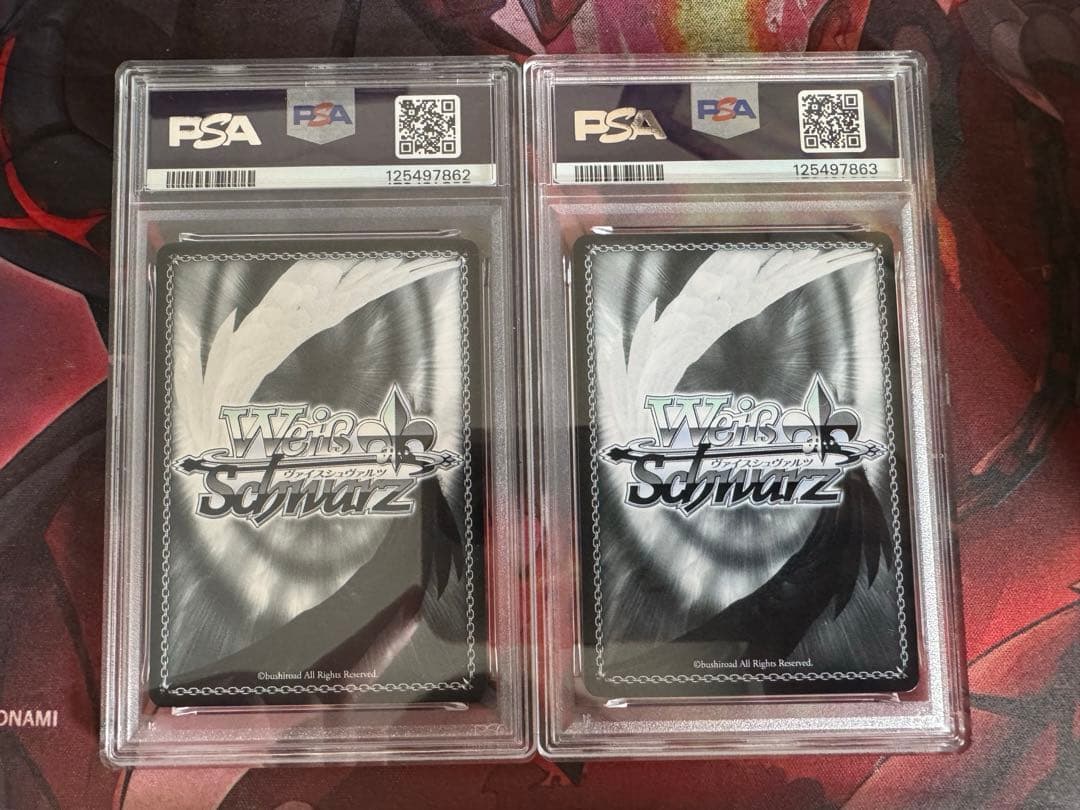 PSA
PSA
125497862
Weiß
ヴァイスシュヴァルツ
Schwarz
©bushiroad All Rights Reserved.
PSA
PSA
125497863
Weiß
ヴァイスシュヴァルツ
Schwarz
©bushiroad All Rights Reserved.
ONAMI